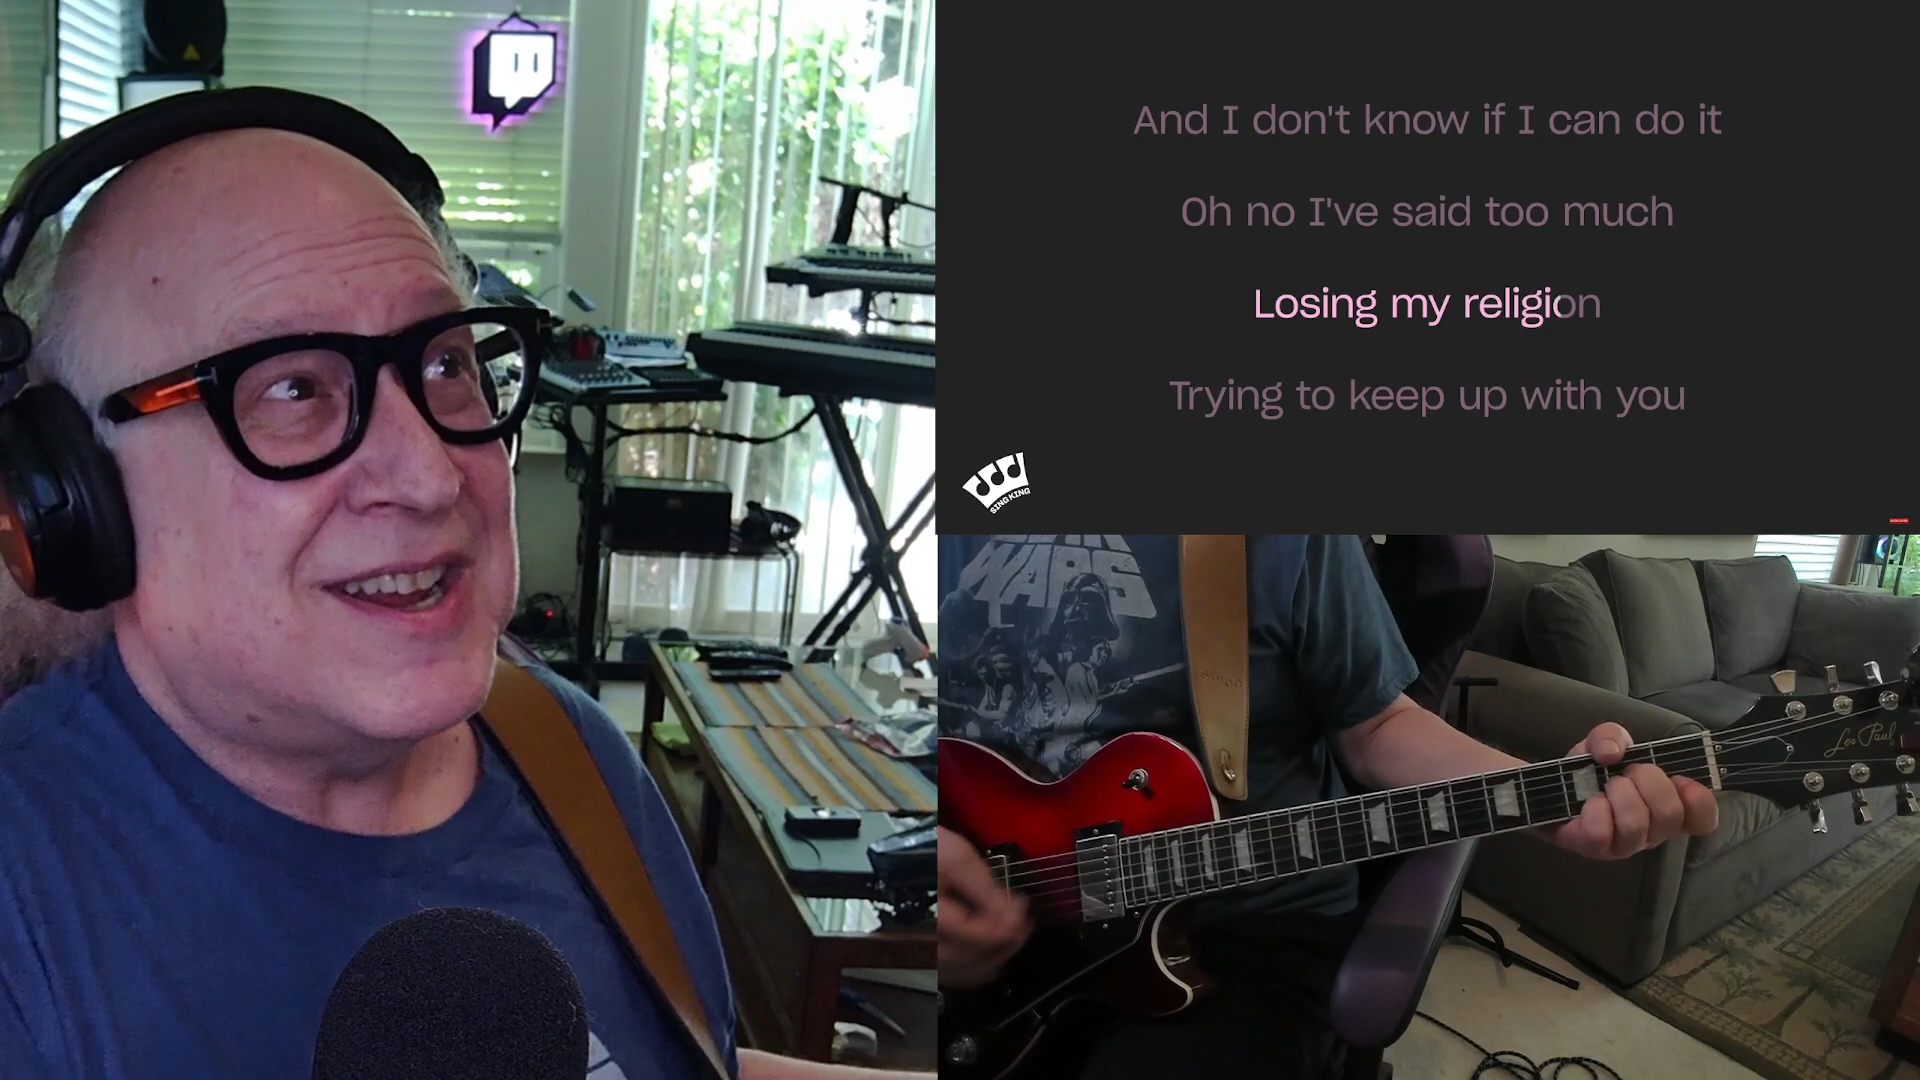 And I don't know if I can do it
Oh no I've said too much
Losing my religion
Trying to keep up with you
SING KING
WARS
Les Paul